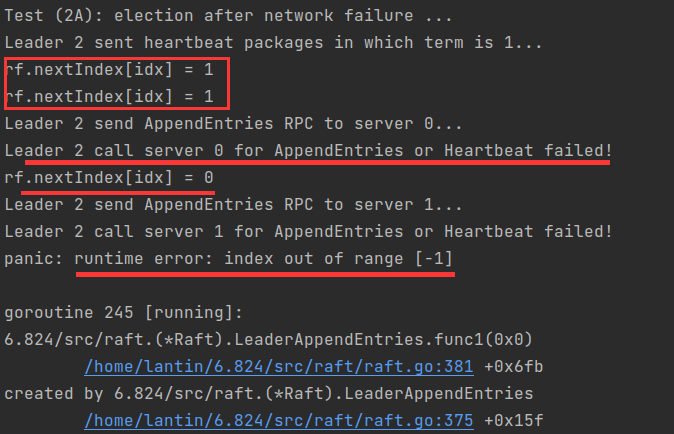 Test (2A): election after network failure ...
Leader 2 sent heartbeat packages in which term is 1...
rf.nextIndex[idx] = 1
rf.nextIndex[idx] = 1
Leader 2 send AppendEntries RPC to server 0...
Leader 2 call server 0 for AppendEntries or Heartbeat failed!
rf.nextIndex[idx] = 0
Leader 2 send AppendEntries RPC to server 1...
Leader 2 call server 1 for AppendEntries or Heartbeat failed!
panic: runtime error: index out of range [-1]
goroutine 245 [running]:
6.824/src/raft.(*Raft).LeaderAppendEntries.func1(0x0)
/home/lantin/6.824/src/raft/raft.go:381 +0x6fb
created by 6.824/src/raft.(*Raft).LeaderAppendEntries
/home/lantin/6.824/src/raft/raft.go:375 +0x15f